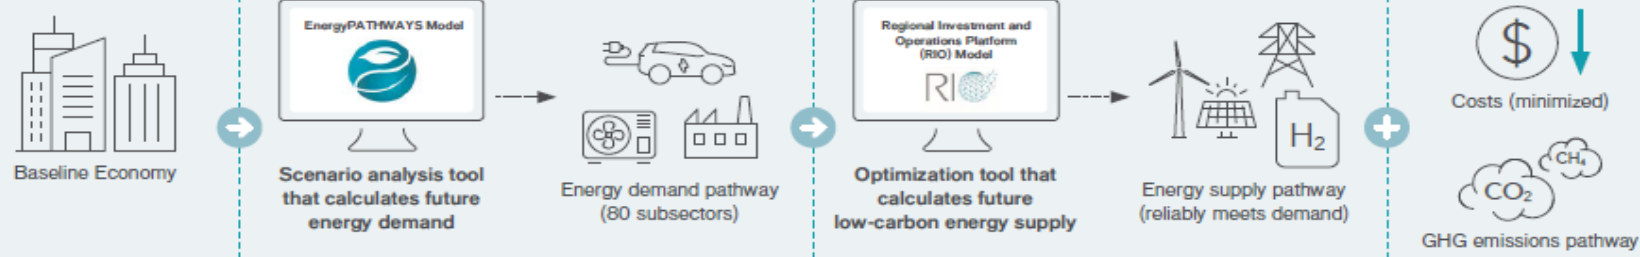 Baseline Economy
EnergyPATHWAYS Model
Scenario analysis tool
that calculates future
energy demand
Energy demand pathway
(80 subsectors)
Regional Investment and
Operations Platform
(RIO) Model
RIO
Optimization tool that
calculates future
low-carbon energy supply
H2
Energy supply pathway
(reliably meets demand)
$
Costs (minimized)
CH4
CO2
GHG emissions pathway